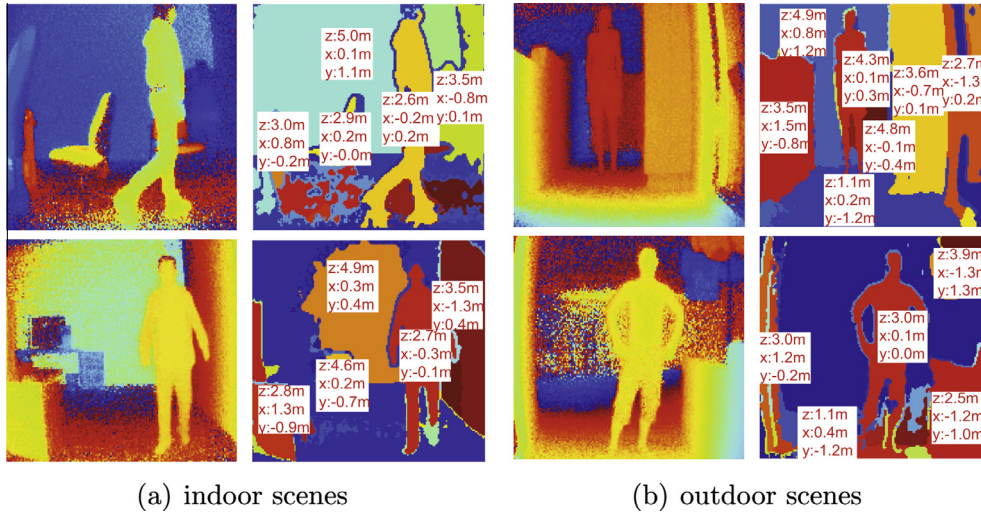 z:5.0m
x:0.1m
y:1.1m
z:3.5m
x:-0.8m
y:0.1m
z:2.6m
x:-0.2m
y:0.2m
z:2.9m
x:0.2m
y:-0.0m
z:3.0m
x:0.8m
y:-0.2m
z:4.9m
x:0.8m
y:1.2m
z:4.3m
x:0.1m
y:0.3m
z:3.6m
x:-0.7m
y:0.1m
z:2.7m
x:-1.3
y:0.2m
z:3.5m
x:1.5m
y:-0.8m
z:4.8m
x:-0.1m
y:-0.4m
z:1.1m
x:0.2m
y:-1.2m
z:4.9m
x:0.3m
y:0.4m
z:3.5m
x:-1.3m
y:0.4m
z:2.7m
x:-0.3m
y:-0.1m
z:4.6m
x:0.2m
y:-0.7m
z:2.8m
x:1.3m
y:-0.9m
z:3.9m
x:-1.3m
y:1.3m
z:3.0m
x:0.1m
y:0.0m
z:3.0m
x:1.2m
y:-0.2m
z:2.5m
x:-1.2m
y:-1.0m
z:1.1m
x:0.4m
y:-1.2m
(a) indoor scenes
(b) outdoor scenes